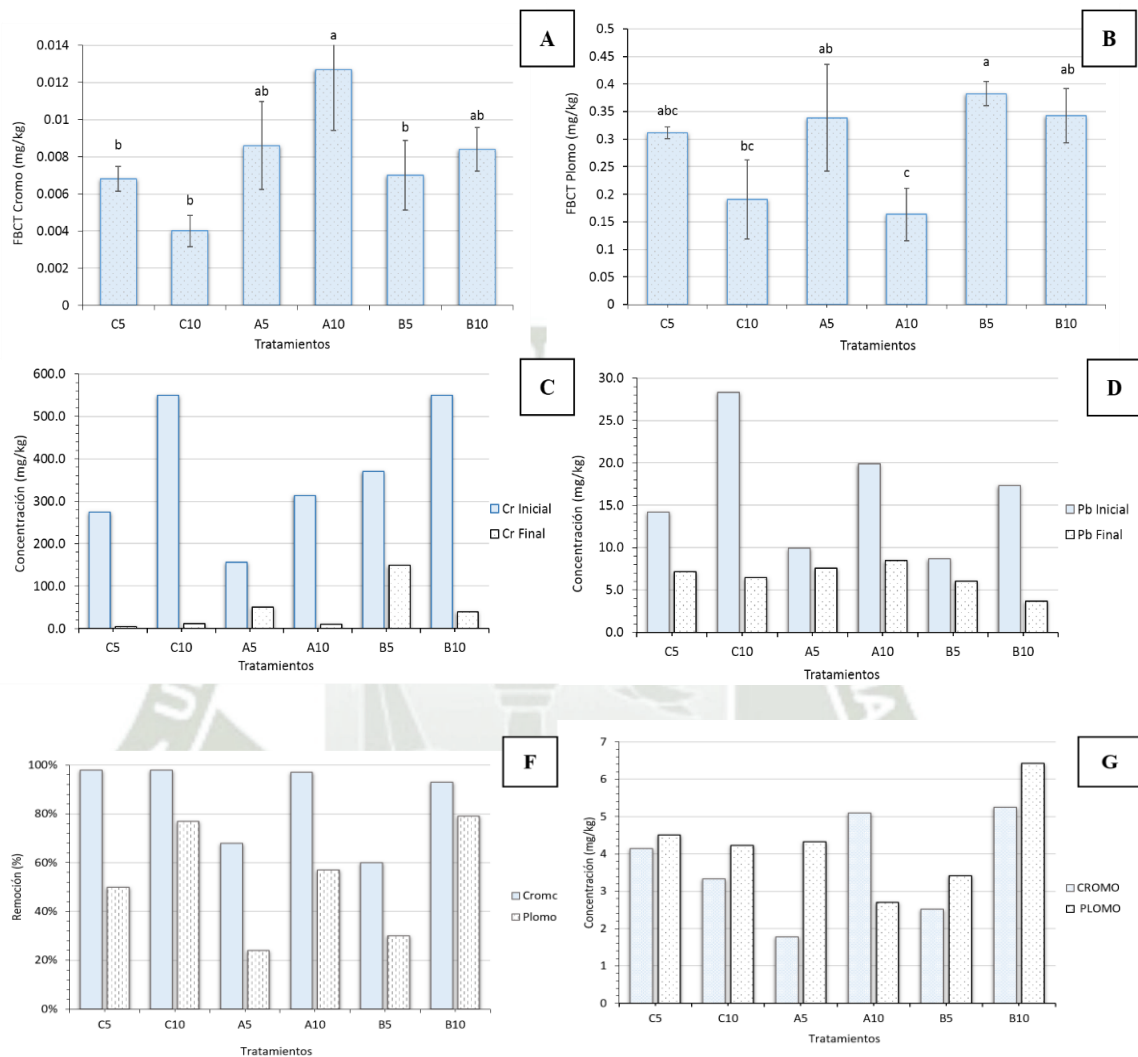 A
FBCT Cromo (mg/kg)
0.014
0.012
0.01
0.008
0.006
0.004
0.002
0
b
b
ab
a
b
ab
C5 C10 A5 A10 B5 B10
Tratamientos
B
FBCT Plomo (mg/kg)
0.5
0.45
0.4
0.35
0.3
0.25
0.2
0.15
0.1
0.05
0
abc
bc
ab
c
a
ab
C5 C10 A5 A10 B5 B10
Tratamientos
C
Concentración (mg/kg)
600.0
500.0
400.0
300.0
200.0
100.0
0.0
C5 C10 A5 A10 B5 B10
Tratamientos
Cr Inicial
Cr Final
D
Concentración (mg/kg)
30.0
25.0
20.0
15.0
10.0
5.0
0.0
C5 C10 A5 A10 B5 B10
Tratamientos
Pb Inicial
Pb Final
F
Remoción (%)
100%
80%
60%
40%
20%
0%
C5 C10 A5 A10 B5 B10
Tratamientos
Cromc
Plomo
G
Concentración (mg/kg)
7
6
5
4
3
2
1
0
C5 C10 A5 A10 B5 B10
Tratamientos
CROMO
PLOMO